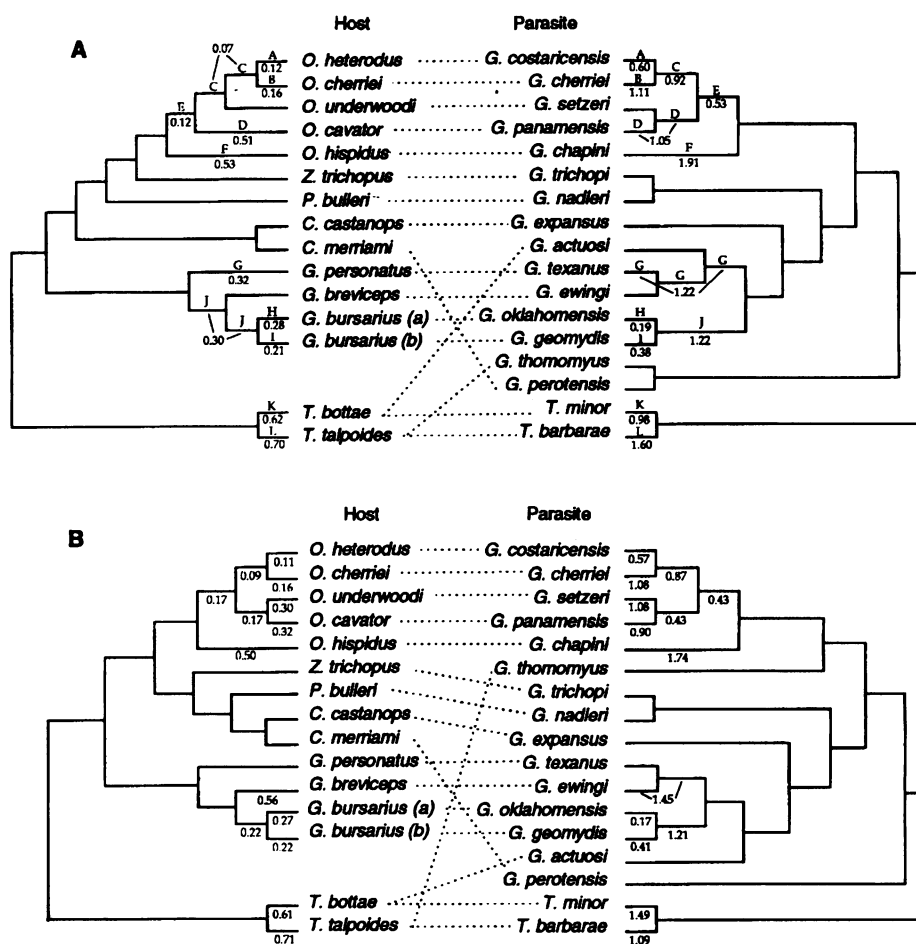 A
Host Parasite
0.07
A O. heterodus G. costaricensis A
C 0.12 0.60 C
C B O. cherriei G. cherriei B 0.92
0.16 1.11 E
E O. underwoodi G. setzeri 0.53
0.12 D O. cavator G. panamensis D D
0.51 1.05
F O. hispidus G. chapini F
0.53 1.91
Z. trichopus G. trichopi
P. bulleri G. nadleri
C. castanops G. expansus
C. merriami G. actuosi
G G. personatus G. texanus G G G
0.32 1.22
J G. breviceps G. ewingi
H G. bursarius (a) G. oklahomensis H
J 0.28 0.19 J
0.30 I G. bursarius (b) G. geomydis I 1.22
0.21 0.38
G. thomomyus
G. perotensis
K T. bottae T. minor K
0.62 0.98
L T. talpoides T. barbarae L
0.70 1.60
B
Host Parasite
O. heterodus G. costaricensis
0.11 0.57
0.09 O. cherriei G. cherriei 0.87
0.16 1.08
0.17 O. underwoodi G. setzeri 0.43
0.30 1.08
0.17 O. cavator G. panamensis 0.43
0.32 0.90
O. hispidus G. chapini
0.50 1.74
Z. trichopus G. thomomyus
P. bulleri G. trichopi
C. castanops G. nadleri
C. merriami G. expansus
G. personatus G. texanus
G. breviceps G. ewingi
0.56 1.45
G. bursarius (a) G. oklahomensis
0.27 0.17
0.22 G. bursarius (b) G. geomydis 1.21
0.22 0.41
G. actuosi
G. perotensis
T. bottae T. minor
0.61 1.49
T. talpoides T. barbarae
0.71 1.09